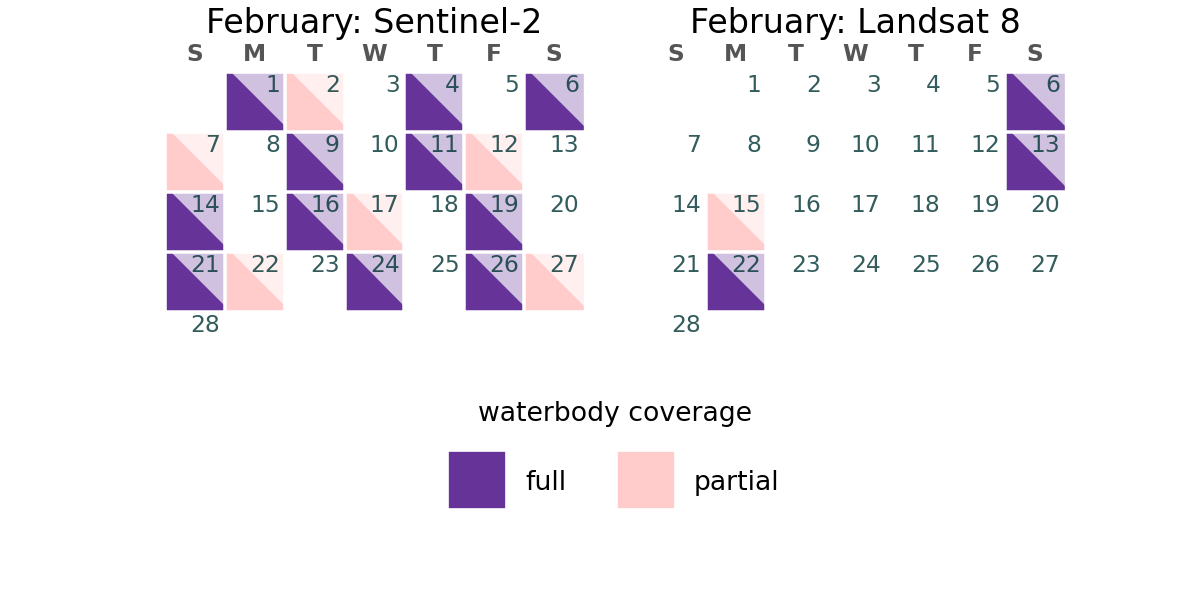 February: Sentinel-2
S M T W T F S
1 2 3 4 5 6
7 8 9 10 11 12 13
14 15 16 17 18 19 20
21 22 23 24 25 26 27
28
February: Landsat 8
S M T W T F S
1 2 3 4 5 6
7 8 9 10 11 12 13
14 15 16 17 18 19 20
21 22 23 24 25 26 27
28
waterbody coverage
full partial